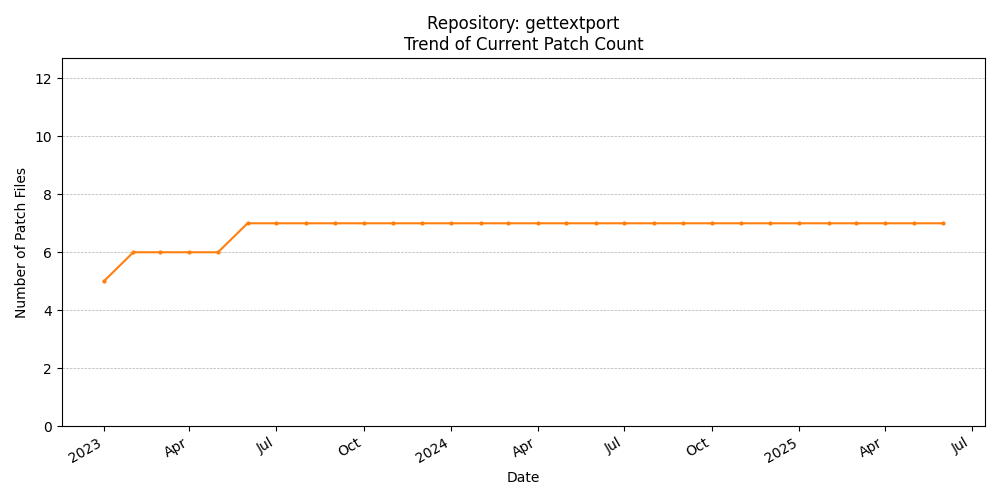 Repository: gettextport
Trend of Current Patch Count
Number of Patch Files
12
10
8
6
4
2
0
2023
Apr
Jul
Oct
2024
Apr
Jul
Oct
2025
Apr
Jul
Date